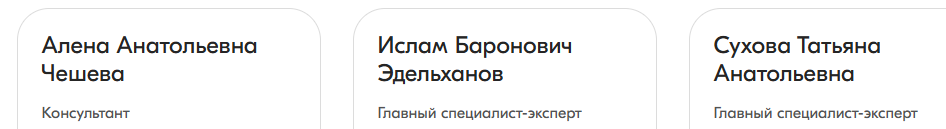 Алена Анатольевна
Чешева
Консультант
Ислам Баронович
Эдельханов
Главный специалист-эксперт
Сухова Татьяна
Анатольевна
Главный специалист-эксперт